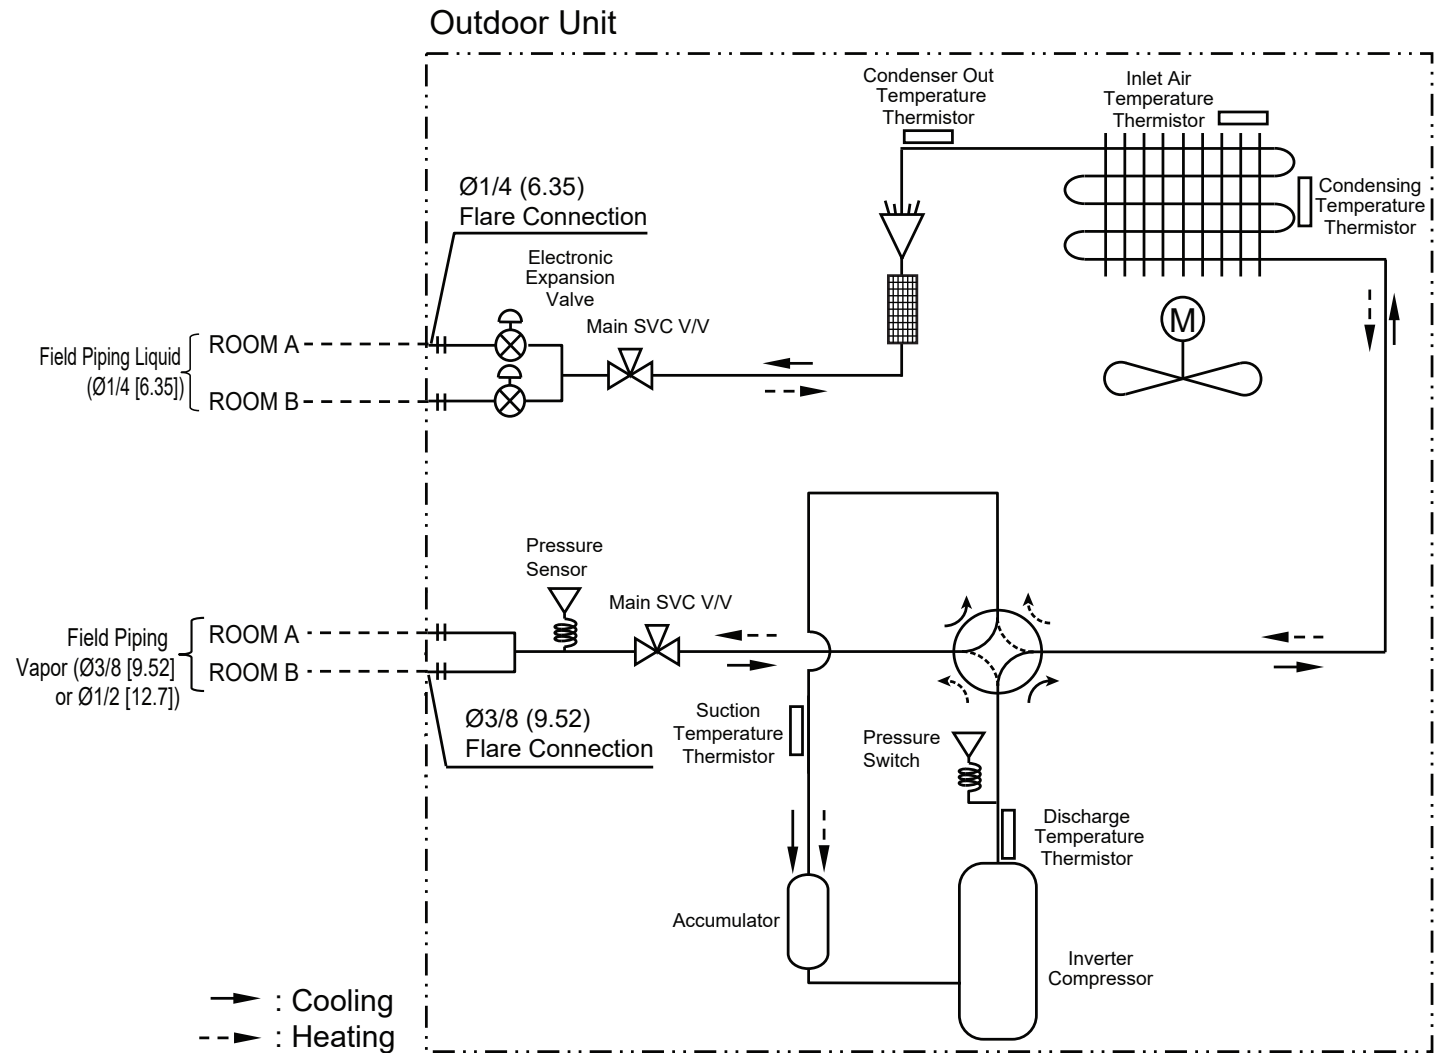 Outdoor Unit
Condenser Out
Temperature
Thermistor
Inlet Air
Temperature
Thermistor
Condensing
Temperature
Thermistor
Ø1/4 (6.35)
Flare Connection
Electronic
Expansion
Valve
Main SVC V/V
M
Field Piping Liquid
(Ø1/4 [6.35])
ROOM A
ROOM B
Pressure
Sensor
Main SVC V/V
Field Piping
Vapor (Ø3/8 [9.52]
or Ø1/2 [12.7])
ROOM A
ROOM B
Ø3/8 (9.52)
Flare Connection
Suction
Temperature
Thermistor
Pressure
Switch
Discharge
Temperature
Thermistor
Accumulator
Inverter
Compressor
: Cooling
: Heating